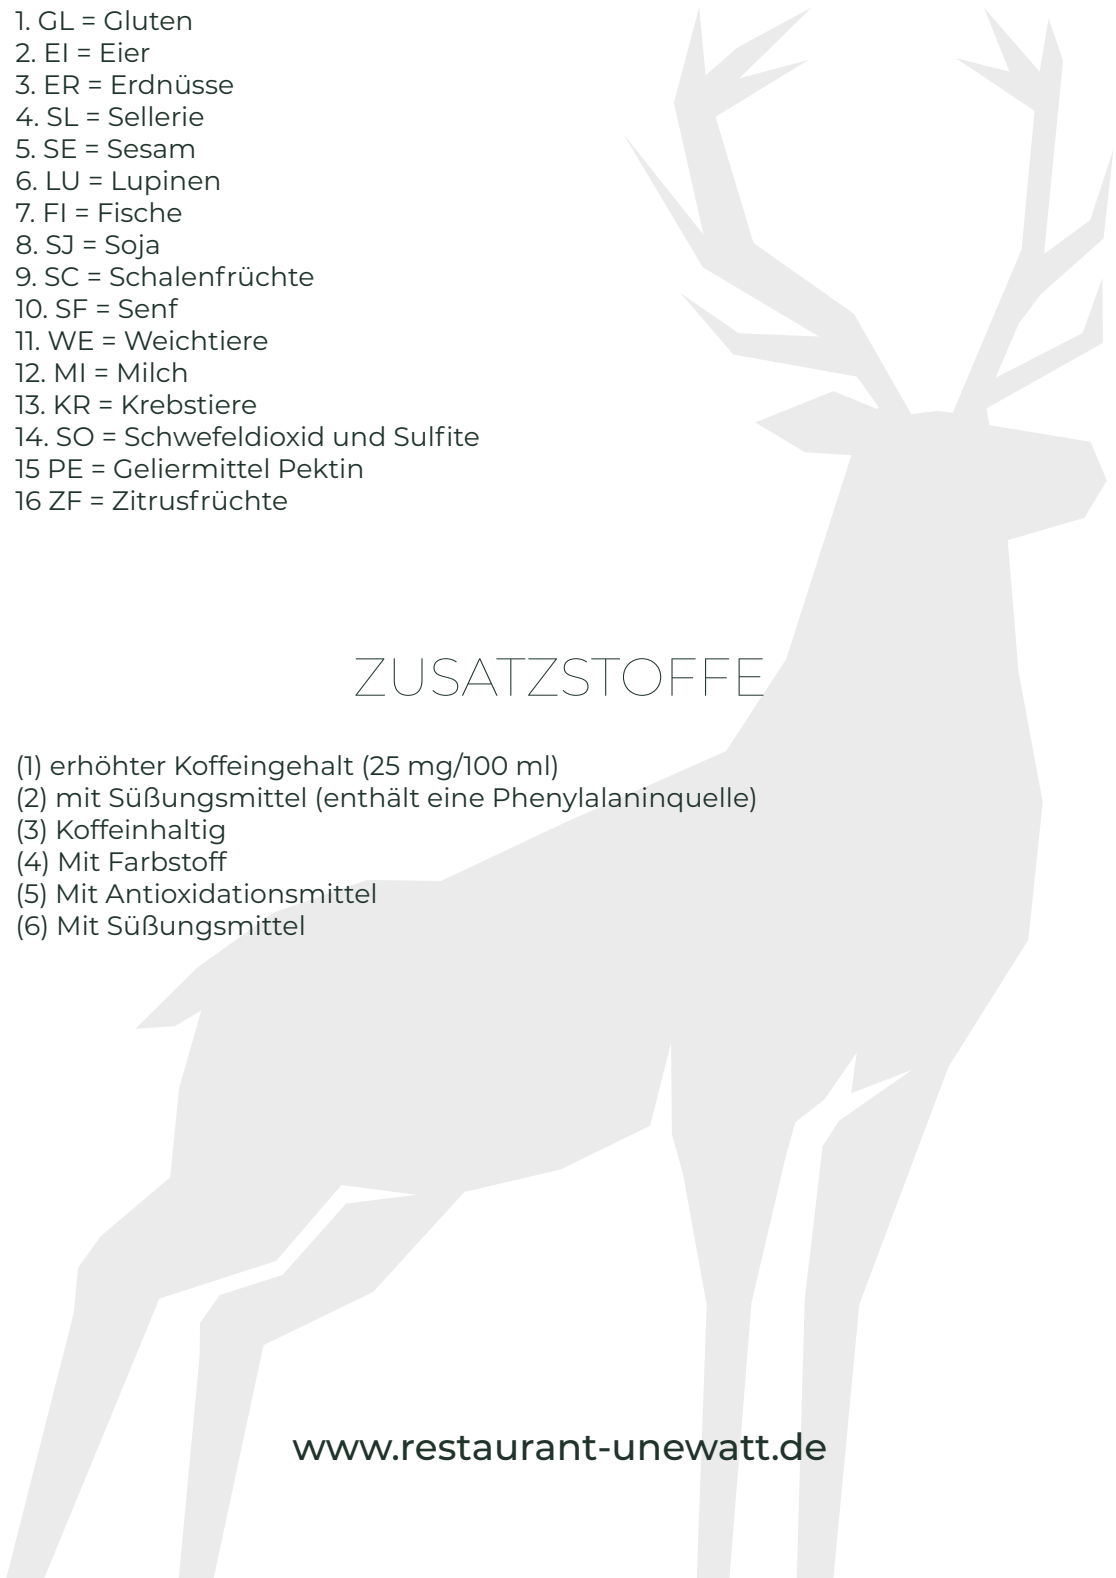 1. GL = Gluten
2. EI = Eier
3. ER = Erdnüsse
4. SL = Sellerie
5. SE = Sesam
6. LU = Lupinen
7. FI = Fische
8. SJ = Soja
9. SC = Schalenfrüchte
10. SF = Senf
11. WE = Weichtiere
12. MI = Milch
13. KR = Krebstiere
14. SO = Schwefeldioxid und Sulfite
15 PE = Geliermittel Pektin
16 ZF = Zitrusfrüchte
ZUSATZSTOFFE
(1) erhöhter Koffeingehalt (25 mg/100 ml)
(2) mit Süßungsmittel (enthält eine Phenylalaninquelle)
(3) Koffeinhaltig
(4) Mit Farbstoff
(5) Mit Antioxidationsmittel
(6) Mit Süßungsmittel
www.restaurant-unewatt.de